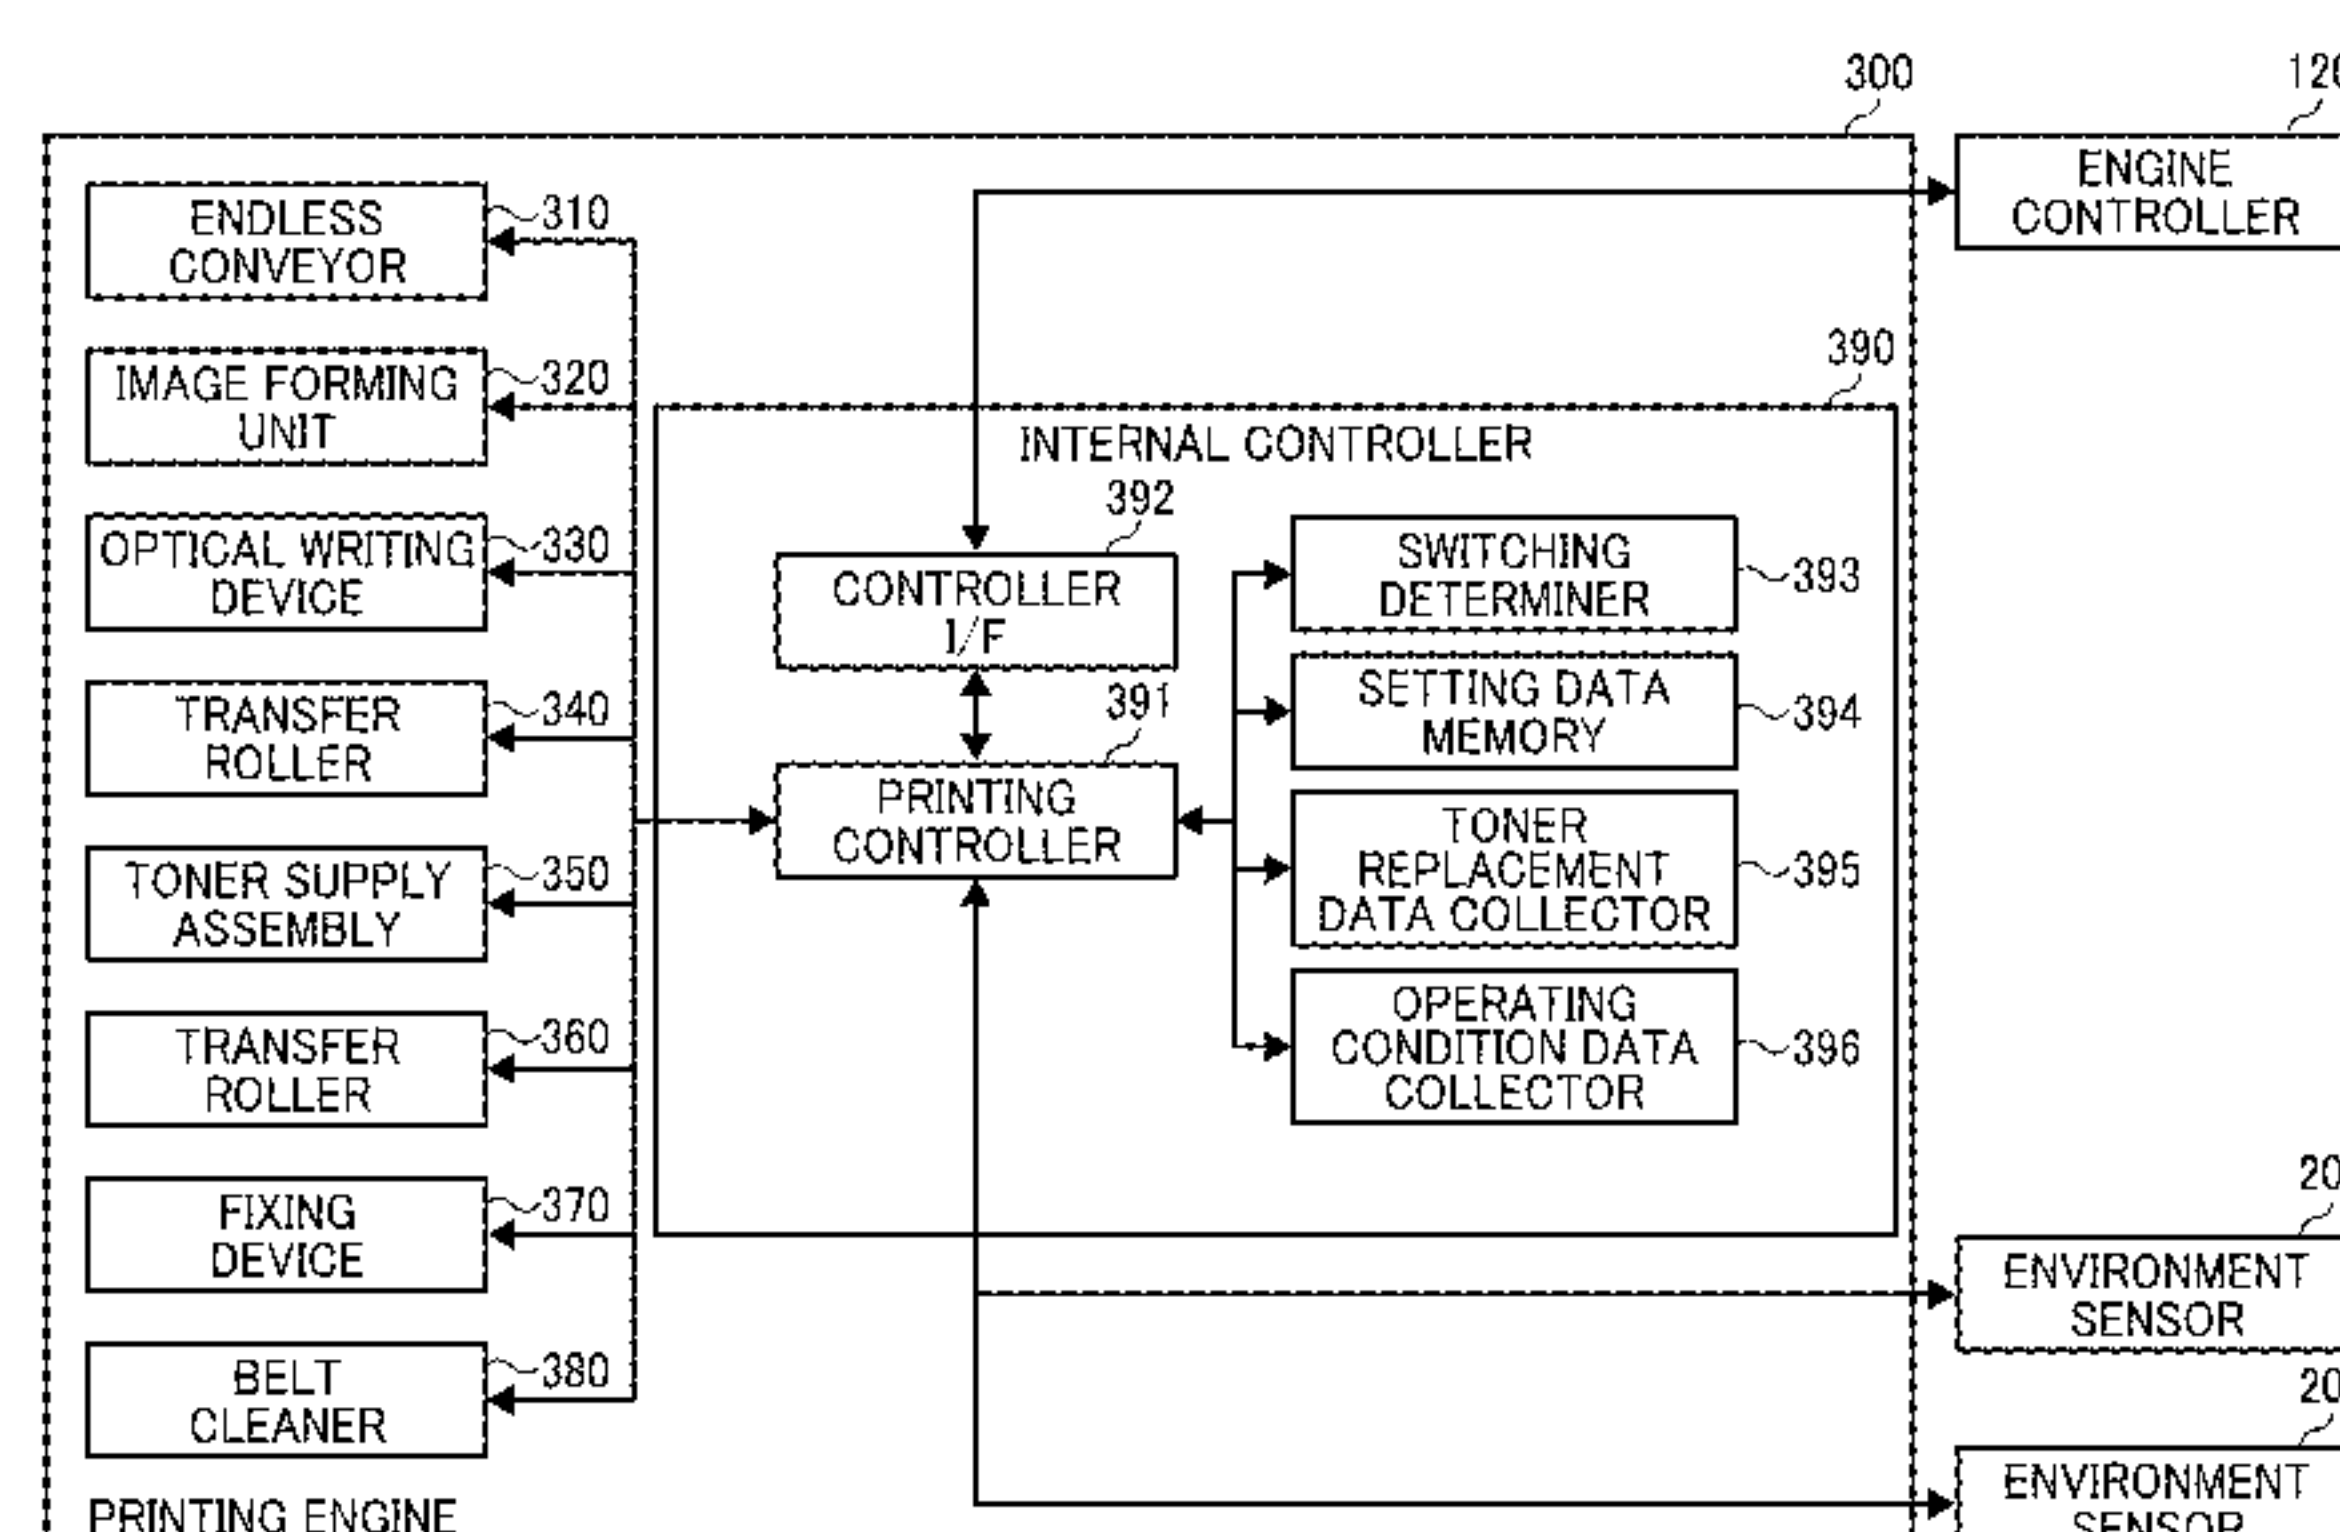 300
120
ENGINE
CONTROLLER
ENDLESS
CONVEYOR
310
IMAGE FORMING
UNIT
320
OPTICAL WRITING
DEVICE
330
TRANSFER
ROLLER
340
TONER SUPPLY
ASSEMBLY
350
TRANSFER
ROLLER
360
FIXING
DEVICE
370
BELT
CLEANER
380
PRINTING ENGINE
390
INTERNAL CONTROLLER
392
CONTROLLER
I/F
391
PRINTING
CONTROLLER
SWITCHING
DETERMINER
393
SETTING DATA
MEMORY
394
TONER
REPLACEMENT
DATA COLLECTOR
395
OPERATING
CONDITION DATA
COLLECTOR
396
20
ENVIRONMENT
SENSOR
20
ENVIRONMENT
SENSOR